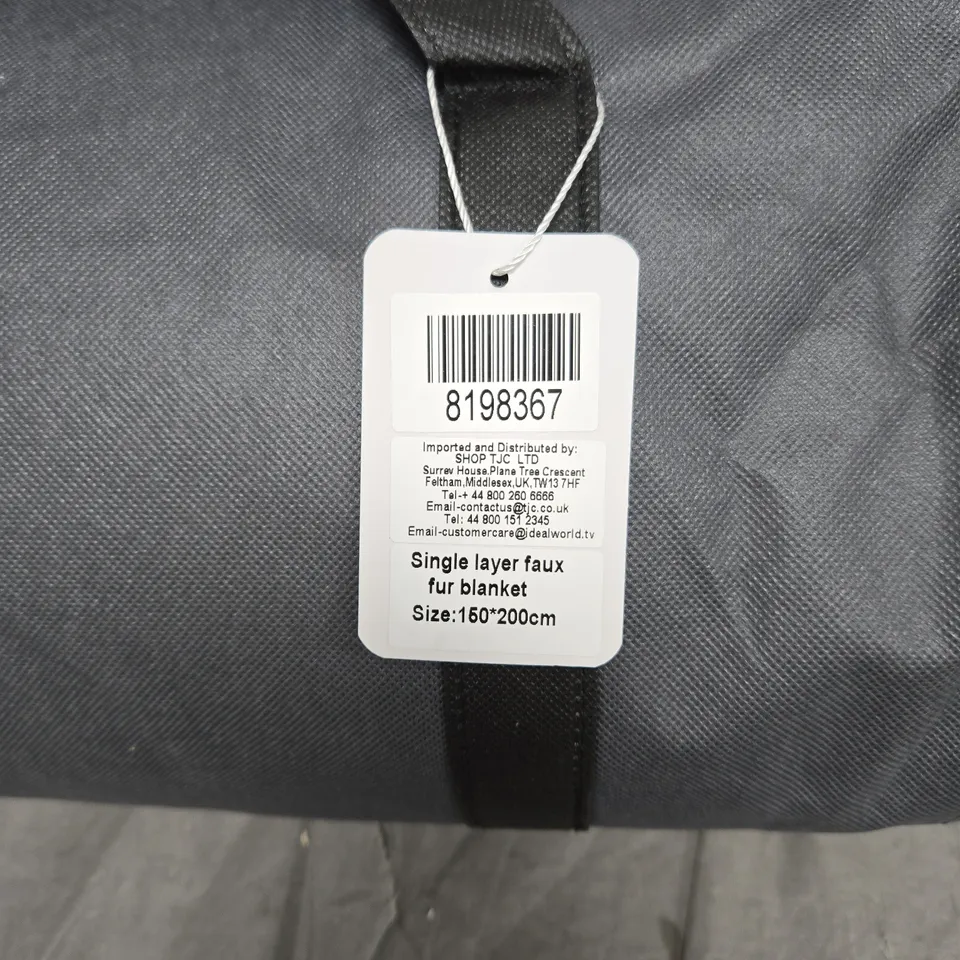 8198367
Imported and Distributed by:
SHOP TJC LTD
Surrey House,Plane Tree Crescent
Feltham,Middlesex,UK,TW13 7HF
Tel-+ 44 800 260 6666
Email-contactus@tjc.co.uk
Tel: 44 800 151 2345
Email-customercare@idealworld.tv
Single layer faux
fur blanket
Size:150*200cm